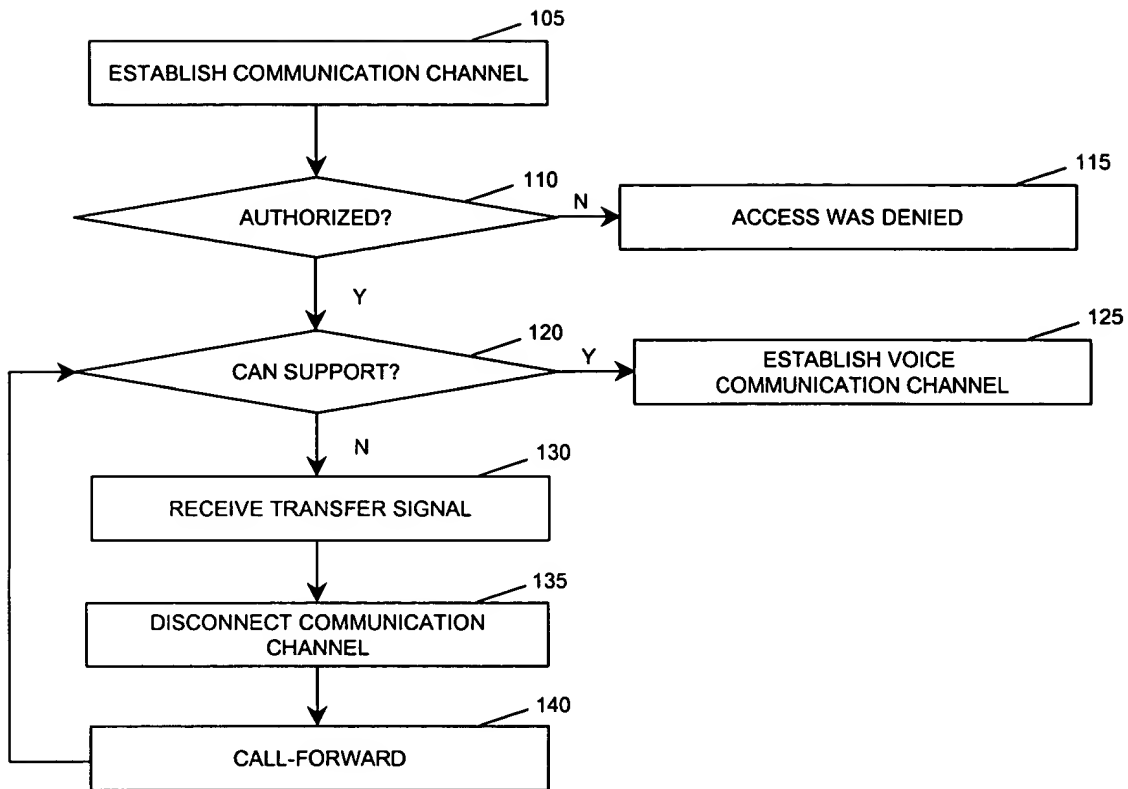 105
ESTABLISH COMMUNICATION CHANNEL
110
AUTHORIZED?
N
115
ACCESS WAS DENIED
Y
120
CAN SUPPORT?
Y
125
ESTABLISH VOICE
COMMUNICATION CHANNEL
N
130
RECEIVE TRANSFER SIGNAL
135
DISCONNECT COMMUNICATION
CHANNEL
140
CALL-FORWARD